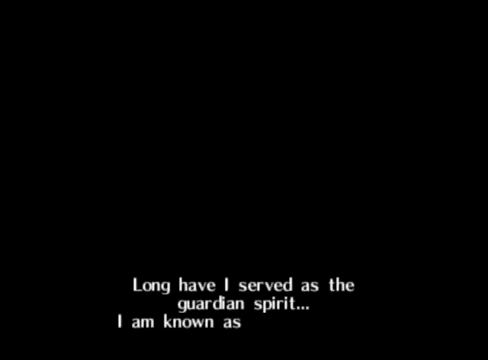 Long have I served as the
guardian spirit...
I am known as